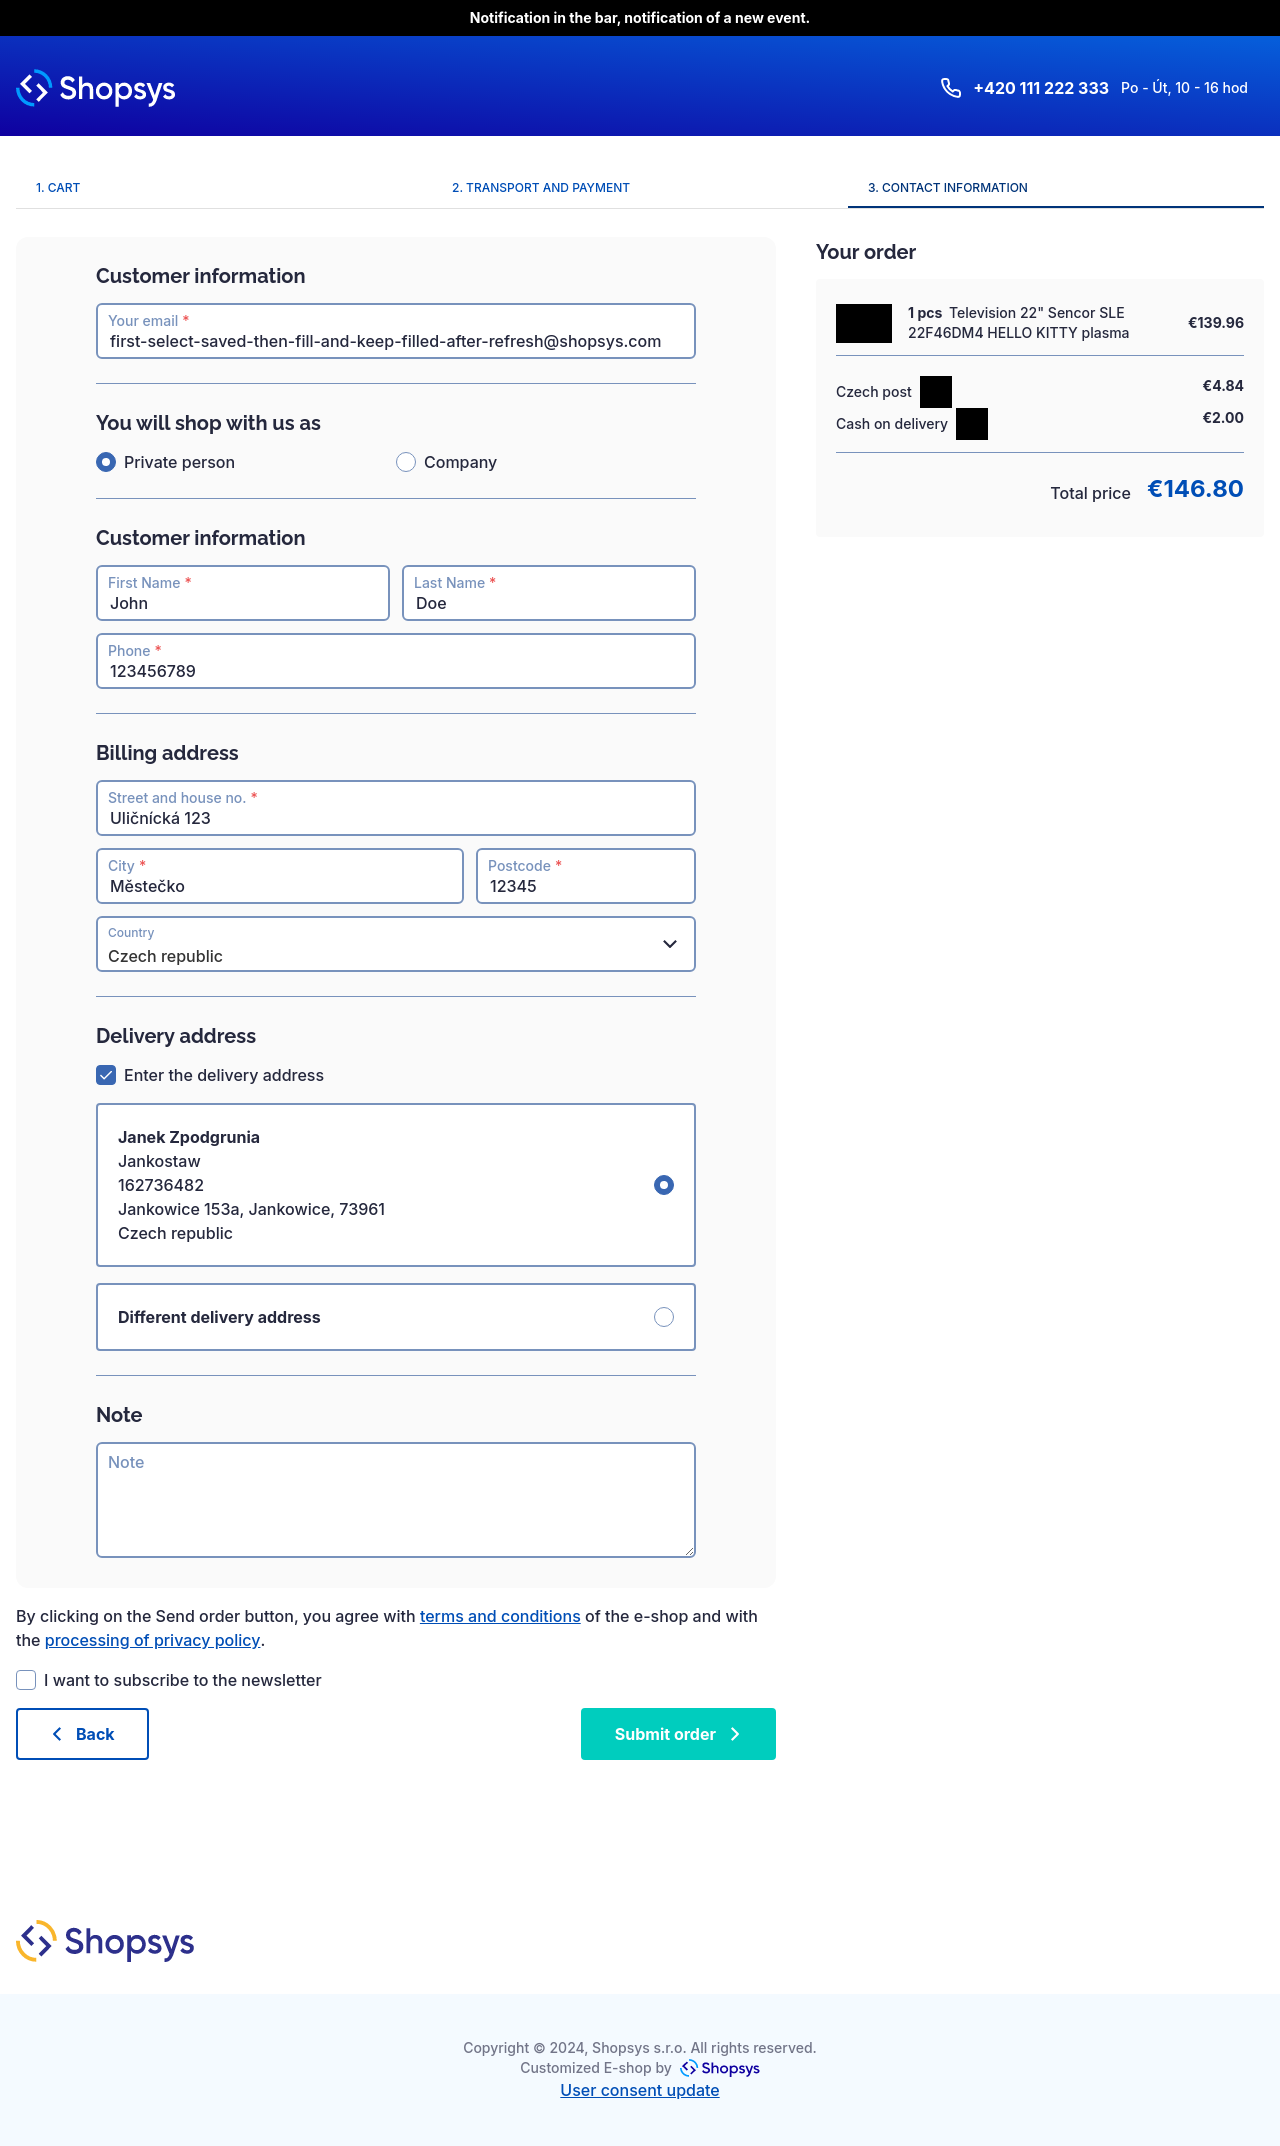 Notification in the bar, notification of a new event.
Shopsys
+420 111 222 333 Po - Út, 10 - 16 hod
1. CART
2. TRANSPORT AND PAYMENT
3. CONTACT INFORMATION
Customer information
Your email *
first-select-saved-then-fill-and-keep-filled-after-refresh@shopsys.com
You will shop with us as
Private person
Company
Customer information
First Name *
John
Last Name *
Doe
Phone *
123456789
Billing address
Street and house no. *
Uličnícká 123
City *
Městečko
Postcode *
12345
Country
Czech republic
Delivery address
Enter the delivery address
Janek Zpodgrunia
Jankostaw
162736482
Jankowice 153a, Jankowice, 73961
Czech republic
Different delivery address
Note
Note
By clicking on the Send order button, you agree with terms and conditions of the e-shop and with
the processing of privacy policy.
I want to subscribe to the newsletter
Back
Submit order
Your order
1 pcs Television 22" Sencor SLE
22F46DM4 HELLO KITTY plasma
€139.96
Czech post
€4.84
Cash on delivery
€2.00
Total price €146.80
Shopsys
Copyright © 2024, Shopsys s.r.o. All rights reserved.
Customized E-shop by Shopsys
User consent update